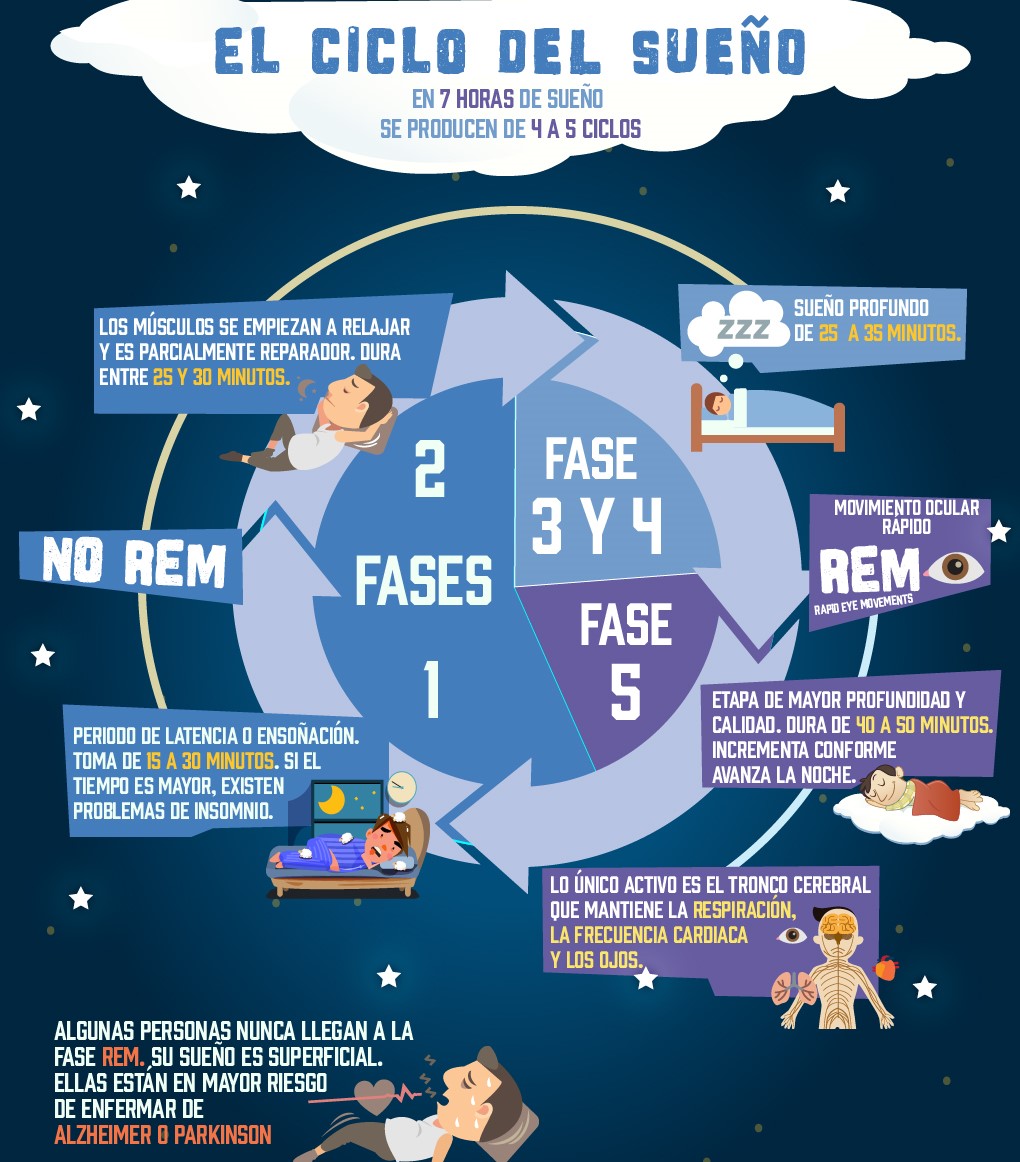 EL CICLO DEL SUEÑO
EN 7 HORAS DE SUEÑO
SE PRODUCEN DE 4 A 5 CICLOS
LOS MÚSCULOS SE EMPIEZAN A RELAJAR
Y ES PARCIALMENTE REPARADOR. DURA
ENTRE 25 Y 30 MINUTOS.
ZZZ
SUEÑO PROFUNDO
DE 25 A 35 MINUTOS.
2
FASES
1
FASE
3 Y 4
FASE
5
NO REM
MOVIMIENTO OCULAR
RÁPIDO
REM
RAPID EYE MOVEMENTS
ETAPA DE MAYOR PROFUNDIDAD Y
CALIDAD. DURA DE 40 A 50 MINUTOS.
INCREMENTA CONFORME
AVANZA LA NOCHE.
PERIODO DE LATENCIA O ENSOÑACIÓN.
TOMA DE 15 A 30 MINUTOS. SI EL
TIEMPO ES MAYOR, EXISTEN
PROBLEMAS DE INSOMNIO.
LO ÚNICO ACTIVO ES EL TRONCO CEREBRAL
QUE MANTIENE LA RESPIRACIÓN,
LA FRECUENCIA CARDIACA
Y LOS OJOS.
ALGUNAS PERSONAS NUNCA LLEGAN A LA
FASE REM. SU SUEÑO ES SUPERFICIAL.
ELLAS ESTÁN EN MAYOR RIESGO
DE ENFERMAR DE
ALZHEIMER O PARKINSON